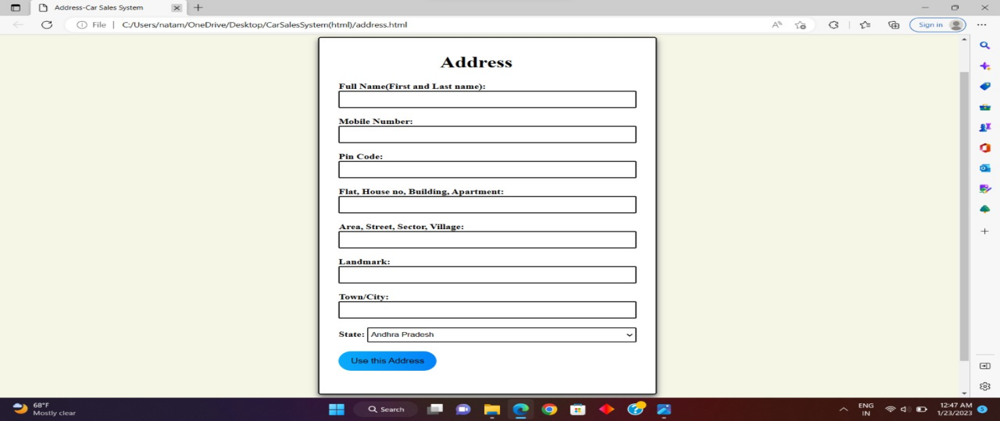 Address-Car Sales System
File | C:/Users/natam/OneDrive/Desktop/CarSalesSystem(html)/address.html
Sign in
Address
Full Name(First and Last name):
Mobile Number:
Pin Code:
Flat, House no, Building, Apartment:
Area, Street, Sector, Village:
Landmark:
Town/City:
State: Andhra Pradesh
Use this Address
68°F
Mostly clear
Search
ENG
IN
12:47 AM
1/23/2023
5